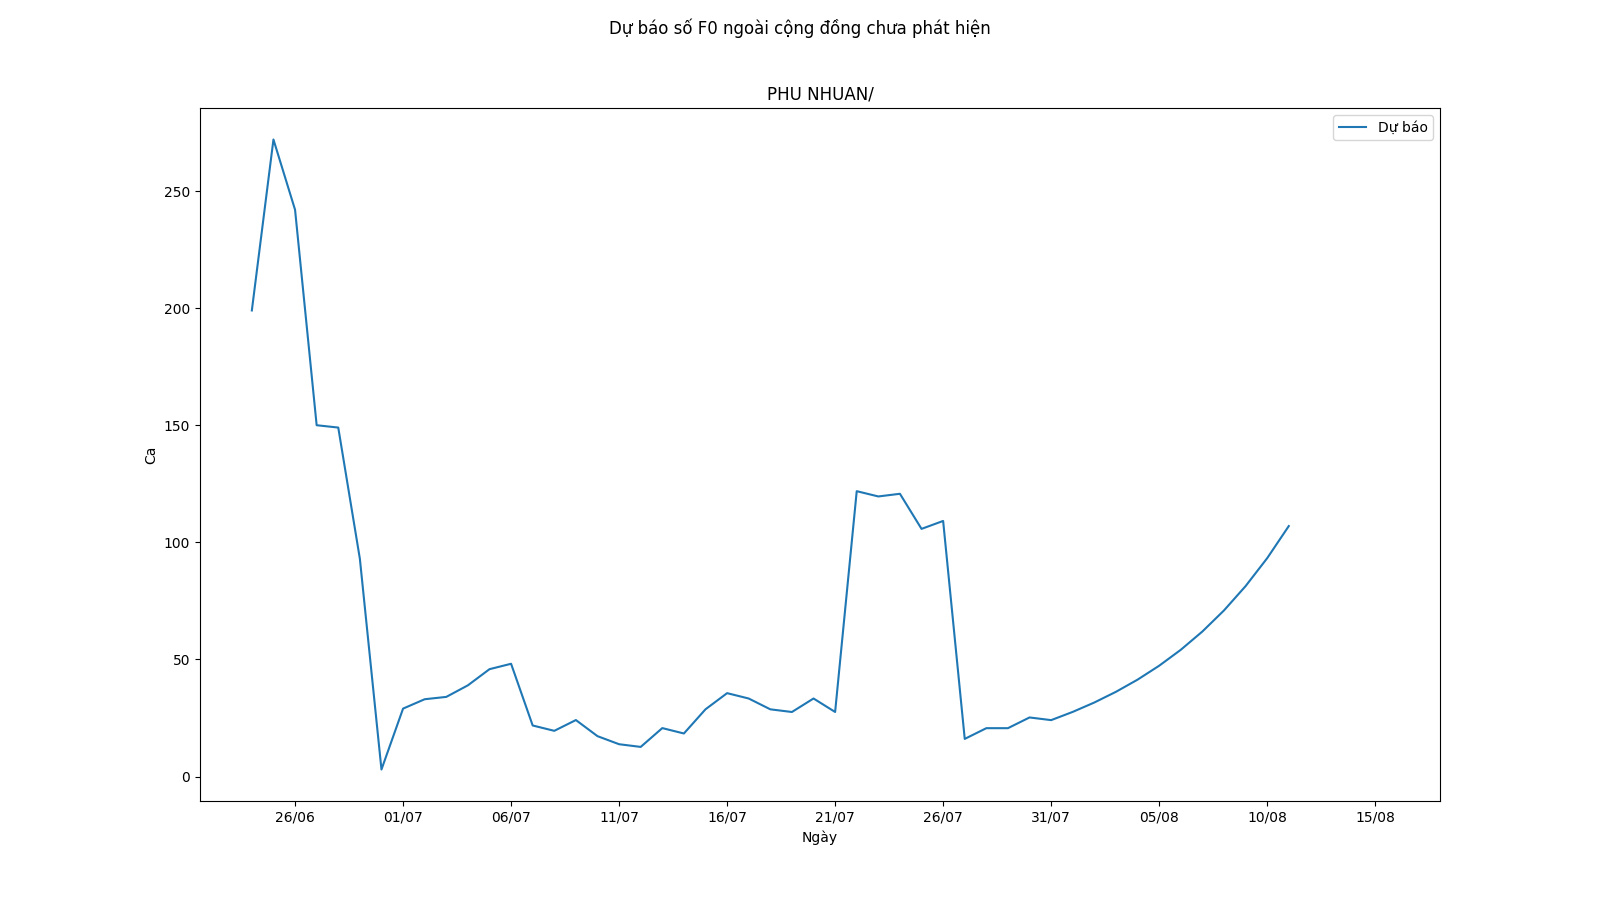 Dự báo số F0 ngoài cộng đồng chưa phát hiện
PHU NHUAN/
Dự báo
250
200
150
100
50
0
Ca
26/06 01/07 06/07 11/07 16/07 21/07 26/07 31/07 05/08 10/08 15/08
Ngày